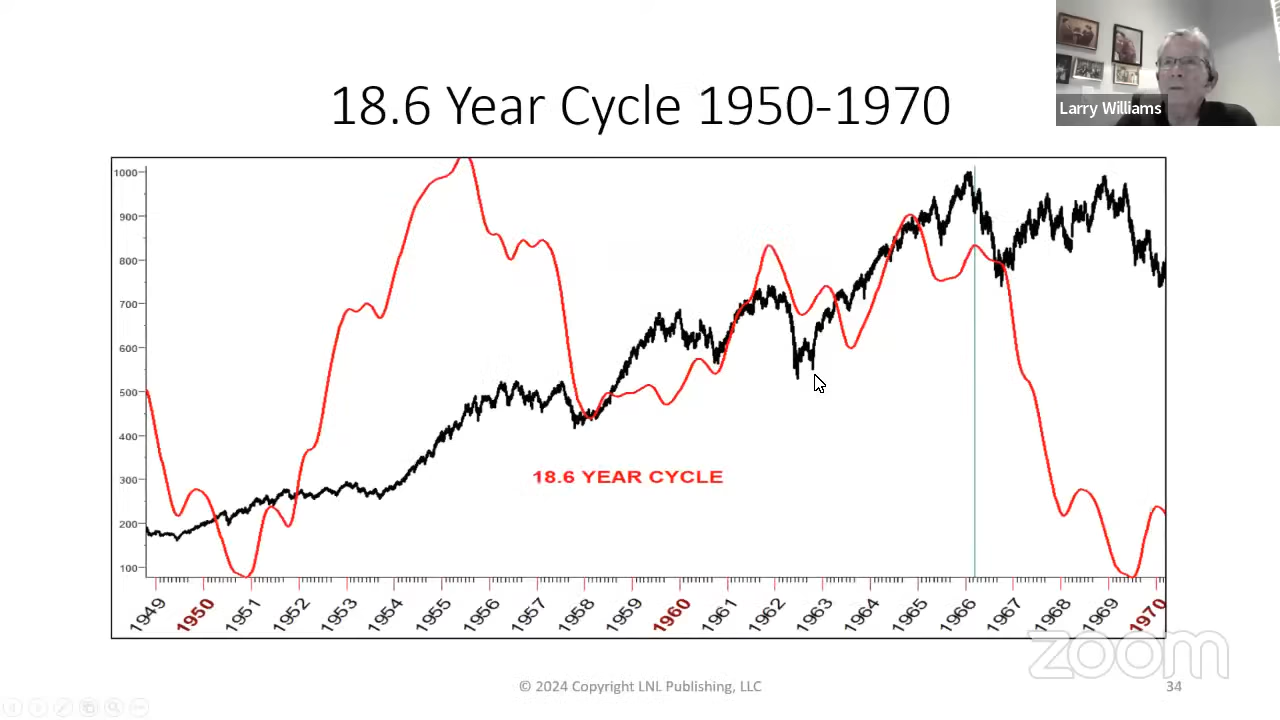 18.6 Year Cycle 1950-1970
Larry Williams
1000
900
800
700
600
500
400
300
200
100
18.6 YEAR CYCLE
1949 1950 1951 1952 1953 1954 1955 1956 1957 1958 1959 1960 1961 1962 1963 1964 1965 1966 1967 1968 1969 1970
zoom
© 2024 Copyright LNL Publishing, LLC
34